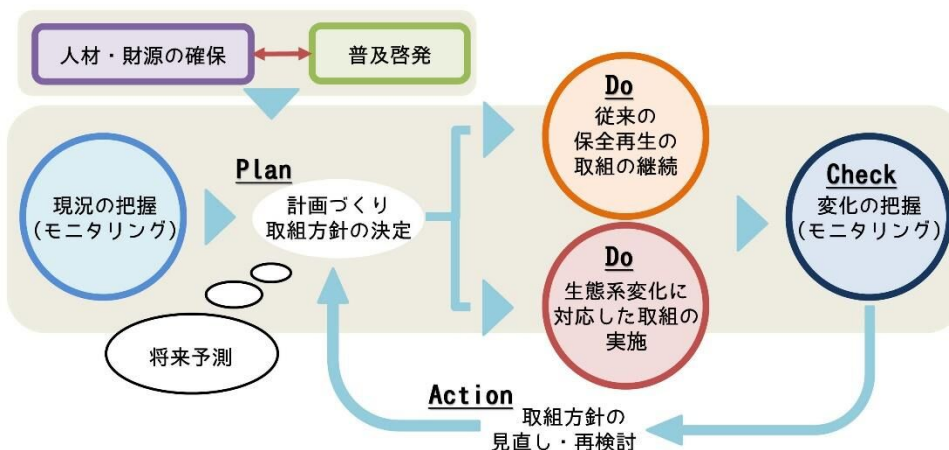 人材・財源の確保
普及啓発
現況の把握
(モニタリング)
Plan
計画づくり
取組方針の決定
将来予測
Do
従来の
保全再生の
取組の継続
Do
生態系変化に
対応した取組の
実施
Check
変化の把握
(モニタリング)
Action
取組方針の
見直し・再検討